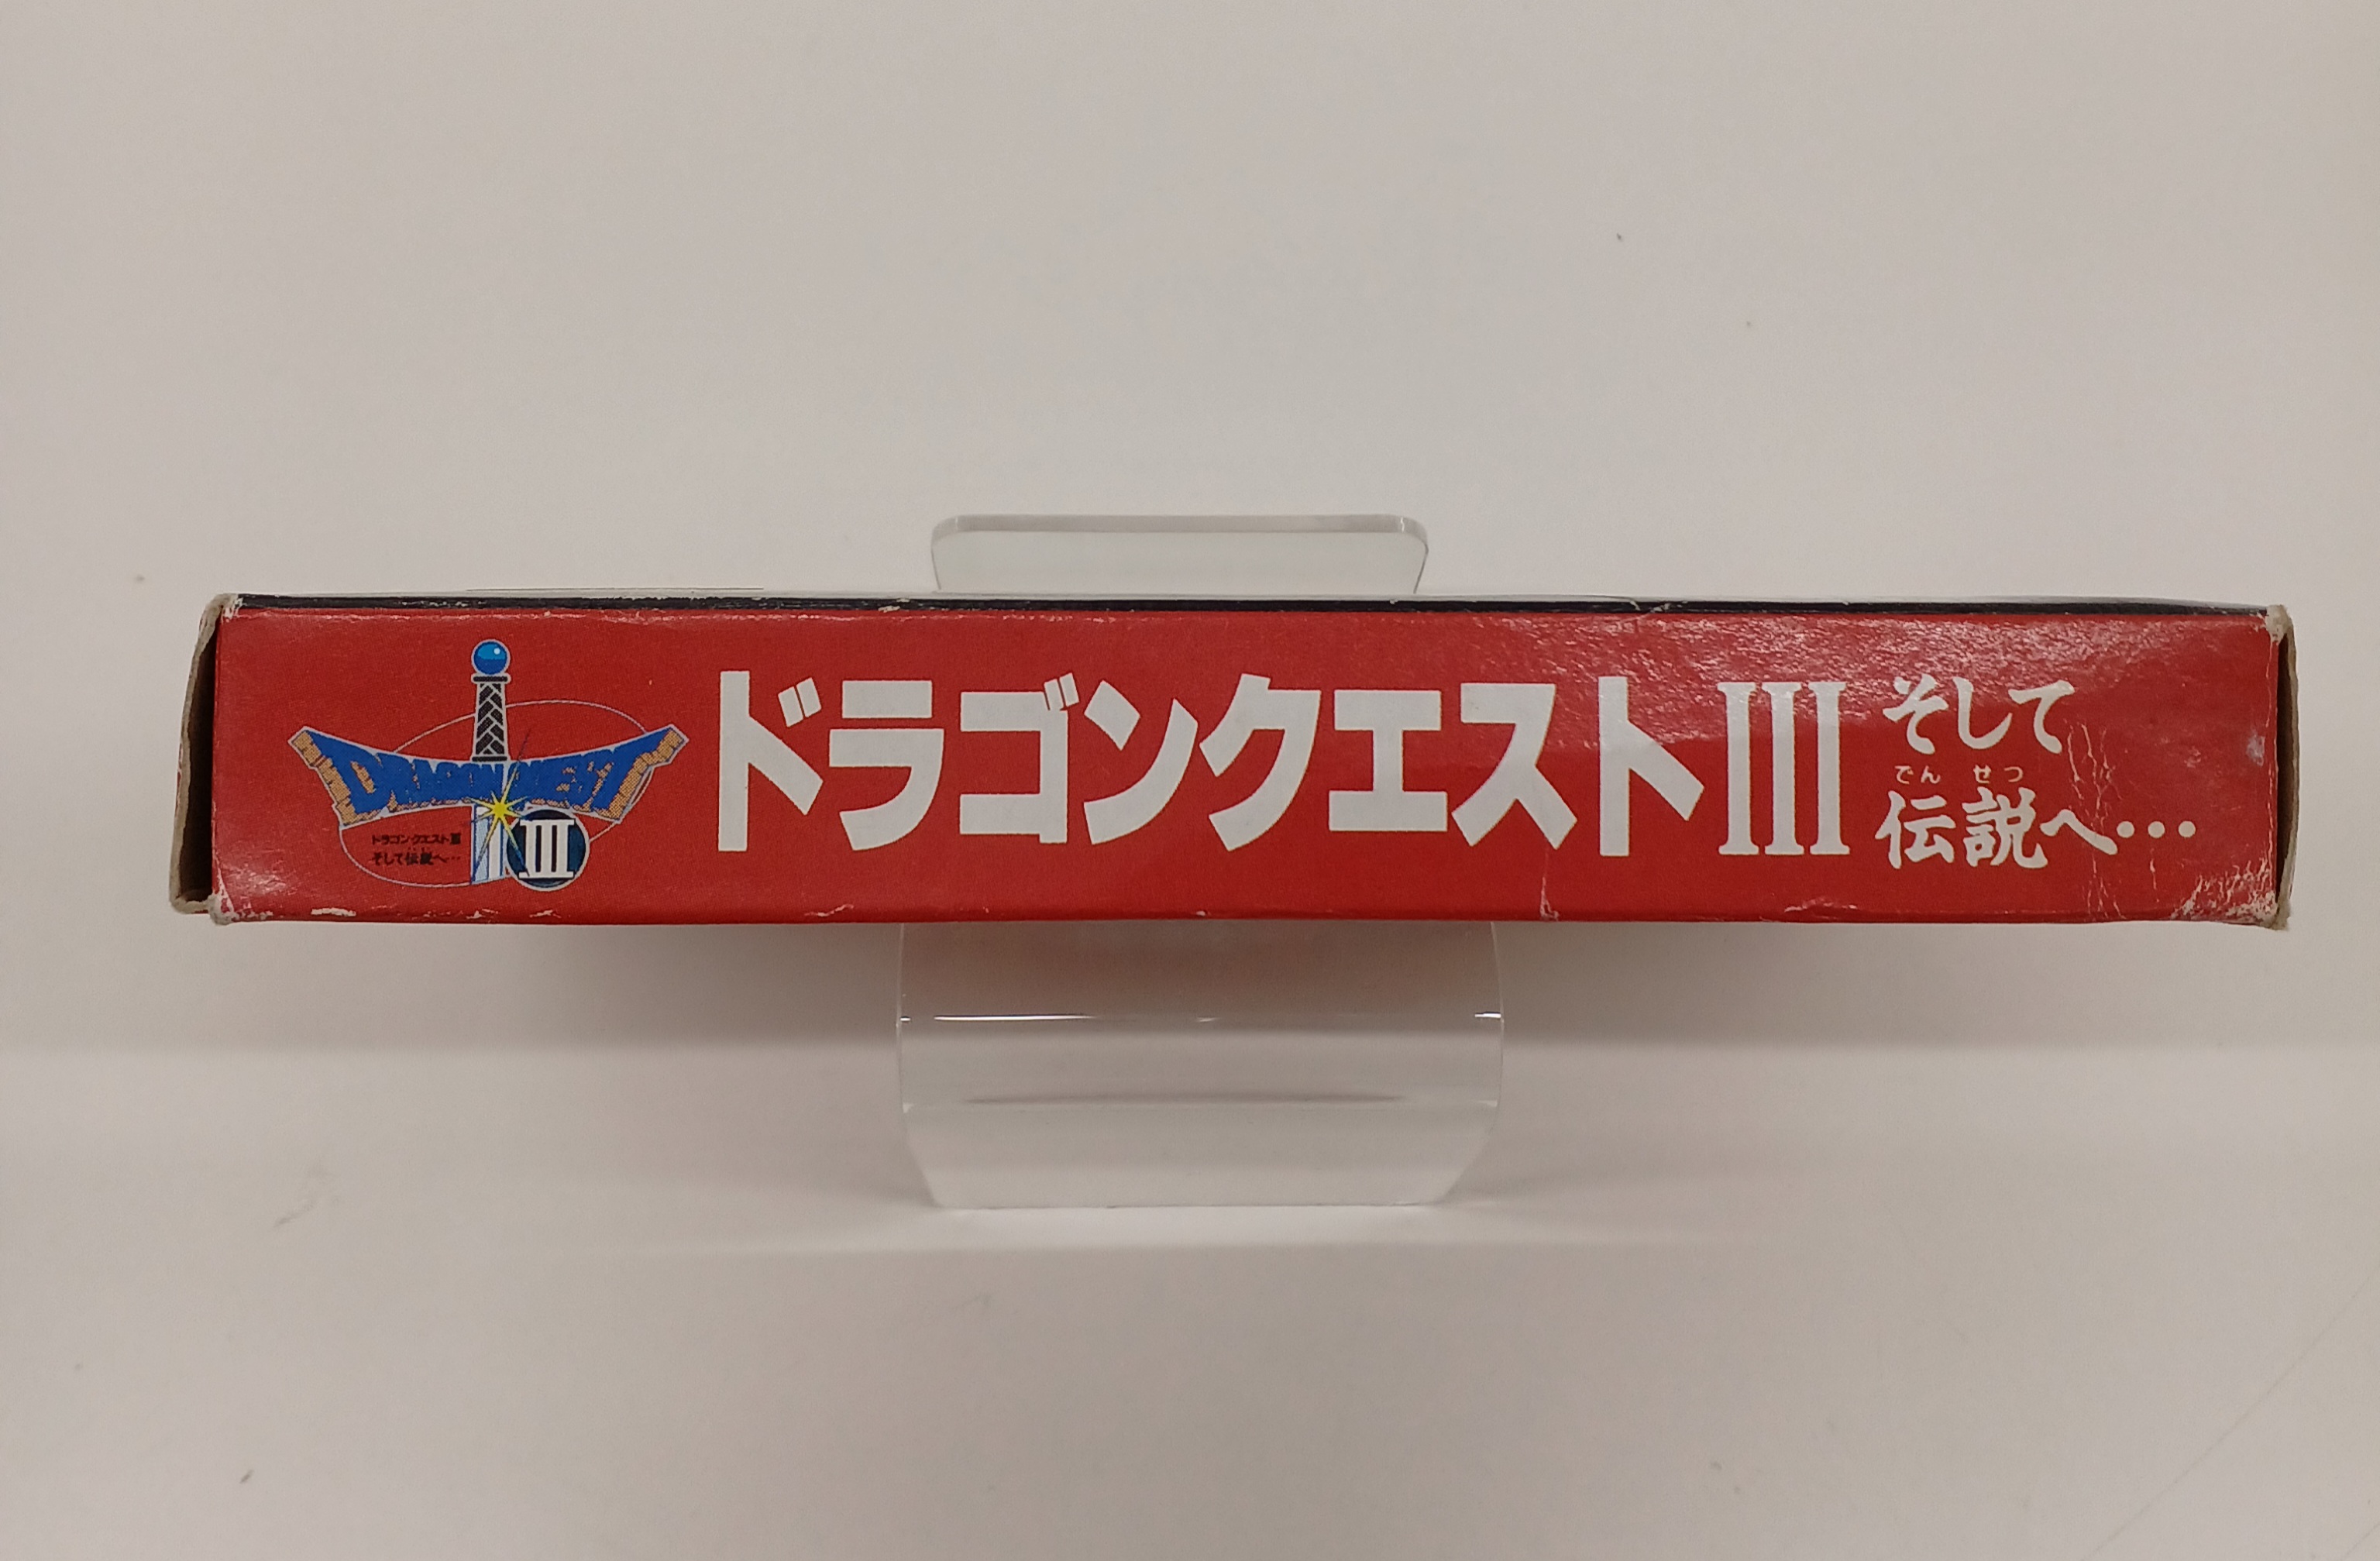 DRAGON QUEST
ドラゴンクエストIII
そして伝説へ…
III
ドラゴンクエストIII
そして
でんせつ
伝説へ…